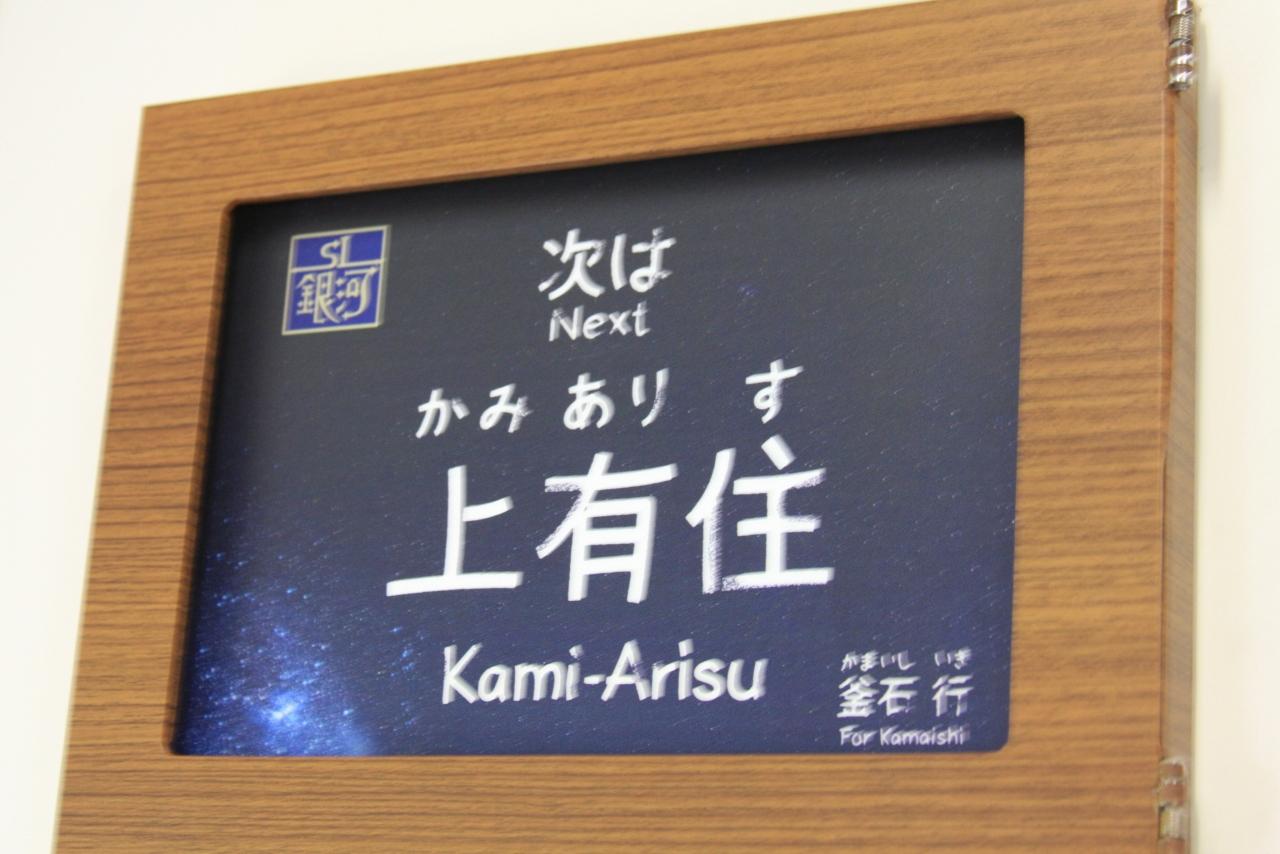 SL
銀河
次は
Next
かみ あり す
上有住
Kami-Arisu
かまいし いき
釜石 行
For Kamaishi